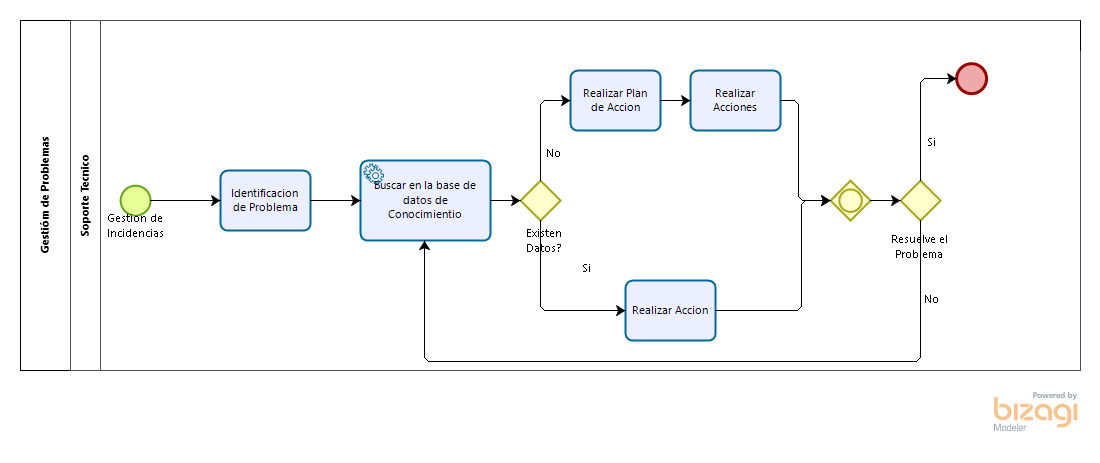 Gestióm de Problemas
Soporte Tecnico
Gestion de
Incidencias
Identificacion
de Problema
Buscar en la base de
datos de
Conocimientio
Existen
Datos?
No
Realizar Plan
de Accion
Realizar
Acciones
Si
Realizar Accion
Resuelve el
Problema
Si
No
Powered by
bizagi
Modeler